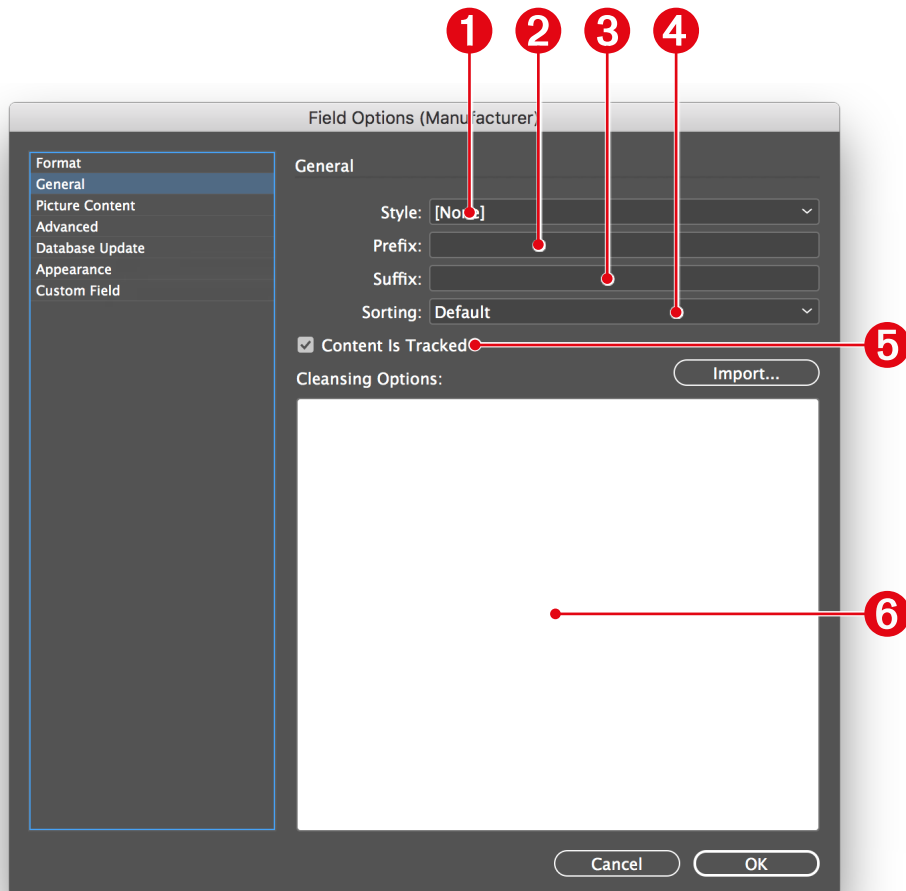 1 2 3 4
Field Options (Manufacturer)
Format
General
Picture Content
Advanced
Database Update
Appearance
Custom Field
General
Style: [None]
Prefix:
Suffix:
Sorting: Default
Content Is Tracked
5
Cleansing Options:
Import...
6
Cancel
OK